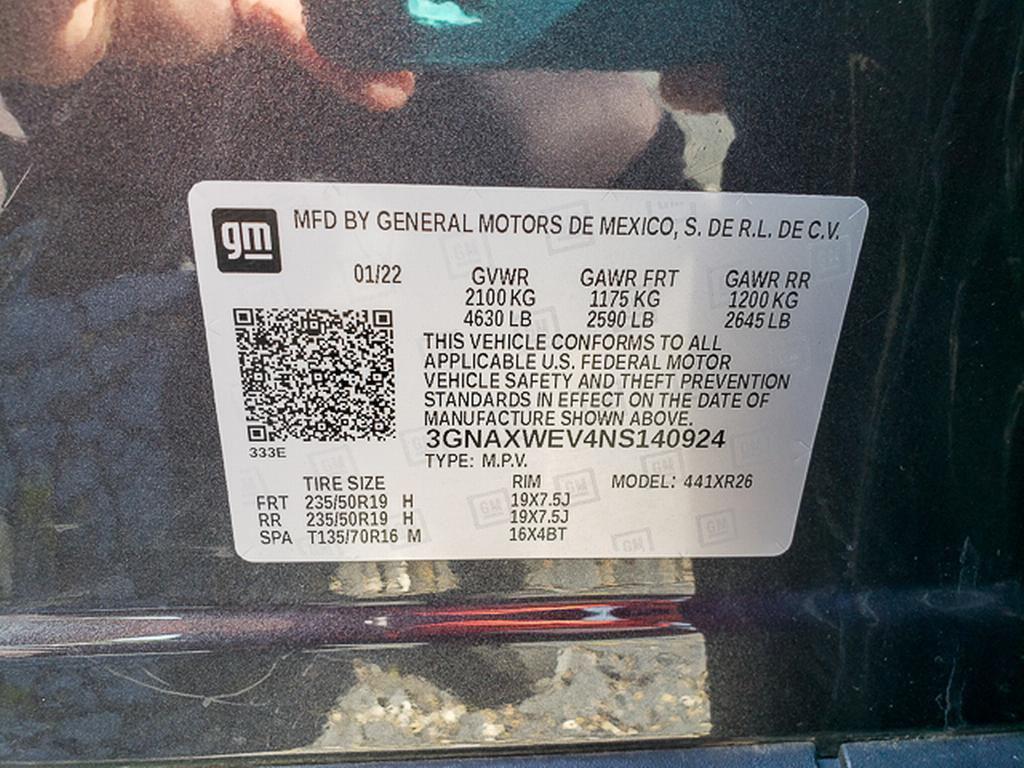 gm MFD BY GENERAL MOTORS DE MEXICO, S. DE R.L. DE C.V.
01/22 GVWR GAWR FRT GAWR RR
2100 KG 1175 KG 1200 KG
4630 LB 2590 LB 2645 LB
THIS VEHICLE CONFORMS TO ALL
APPLICABLE U.S. FEDERAL MOTOR
VEHICLE SAFETY AND THEFT PREVENTION
STANDARDS IN EFFECT ON THE DATE OF
MANUFACTURE SHOWN ABOVE.
3GNAXWEV4NS140924
333E TYPE: M.P.V.
TIRE SIZE RIM MODEL: 441XR26
FRT 235/50R19 H 19X7.5J
RR 235/50R19 H 19X7.5J
SPA T135/70R16 M 16X4BT